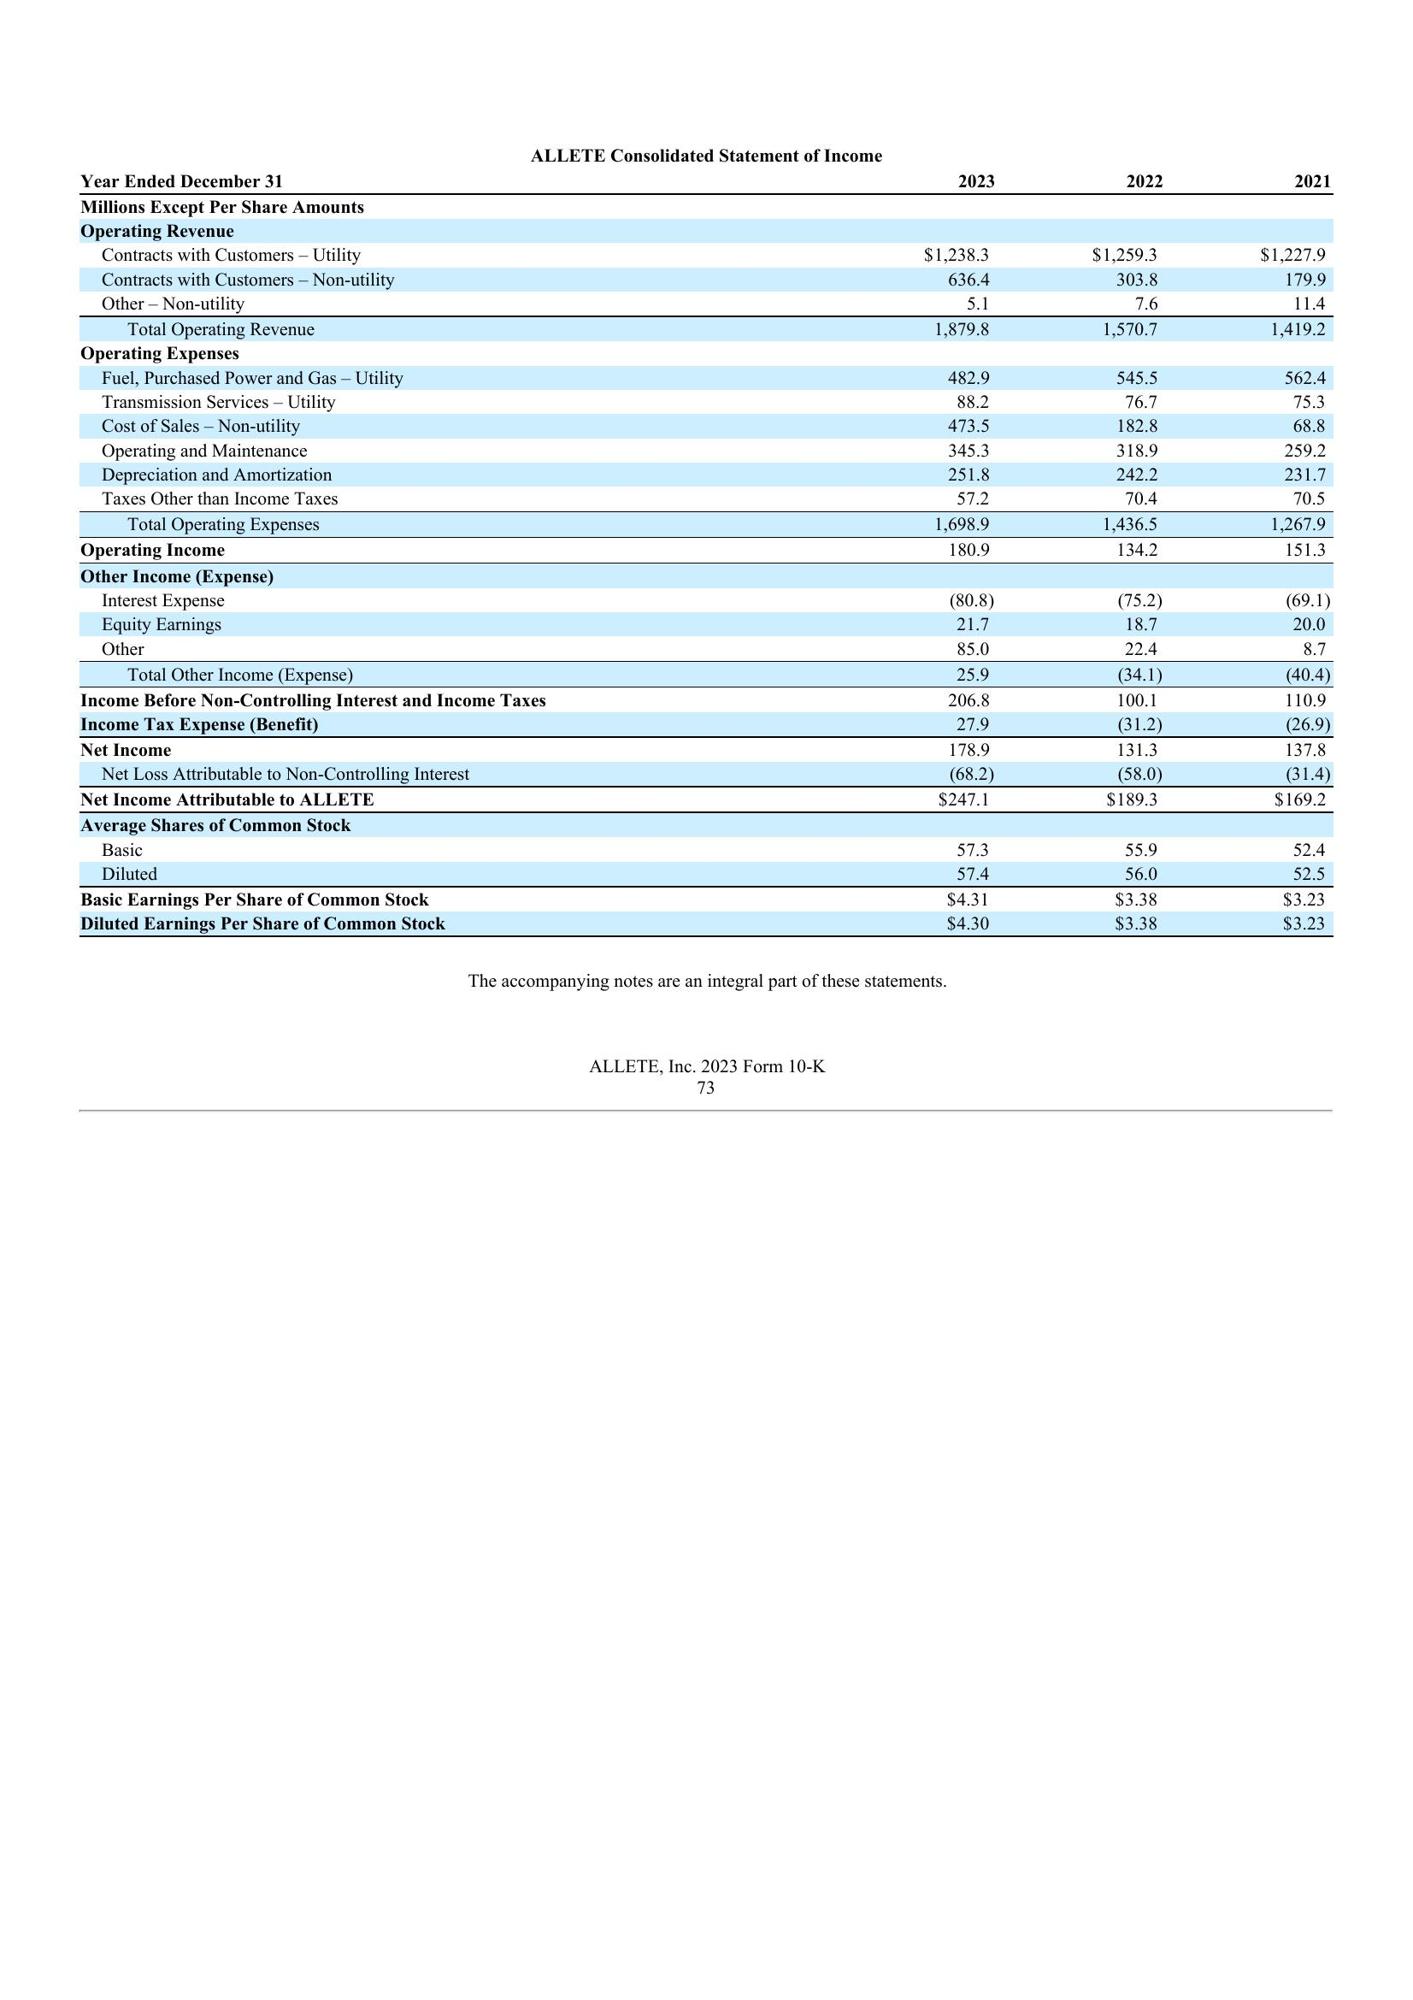 ALLETE Consolidated Statement of Income
Year Ended December 31 2023 2022 2021
Millions Except Per Share Amounts
Operating Revenue
Contracts with Customers – Utility $1,238.3 $1,259.3 $1,227.9
Contracts with Customers – Non-utility 636.4 303.8 179.9
Other – Non-utility 5.1 7.6 11.4
Total Operating Revenue 1,879.8 1,570.7 1,419.2
Operating Expenses
Fuel, Purchased Power and Gas – Utility 482.9 545.5 562.4
Transmission Services – Utility 88.2 76.7 75.3
Cost of Sales – Non-utility 473.5 182.8 68.8
Operating and Maintenance 345.3 318.9 259.2
Depreciation and Amortization 251.8 242.2 231.7
Taxes Other than Income Taxes 57.2 70.4 70.5
Total Operating Expenses 1,698.9 1,436.5 1,267.9
Operating Income 180.9 134.2 151.3
Other Income (Expense)
Interest Expense (80.8) (75.2) (69.1)
Equity Earnings 21.7 18.7 20.0
Other 85.0 22.4 8.7
Total Other Income (Expense) 25.9 (34.1) (40.4)
Income Before Non-Controlling Interest and Income Taxes 206.8 100.1 110.9
Income Tax Expense (Benefit) 27.9 (31.2) (26.9)
Net Income 178.9 131.3 137.8
Net Loss Attributable to Non-Controlling Interest (68.2) (58.0) (31.4)
Net Income Attributable to ALLETE $247.1 $189.3 $169.2
Average Shares of Common Stock
Basic 57.3 55.9 52.4
Diluted 57.4 56.0 52.5
Basic Earnings Per Share of Common Stock $4.31 $3.38 $3.23
Diluted Earnings Per Share of Common Stock $4.30 $3.38 $3.23
The accompanying notes are an integral part of these statements.
ALLETE, Inc. 2023 Form 10-K
73